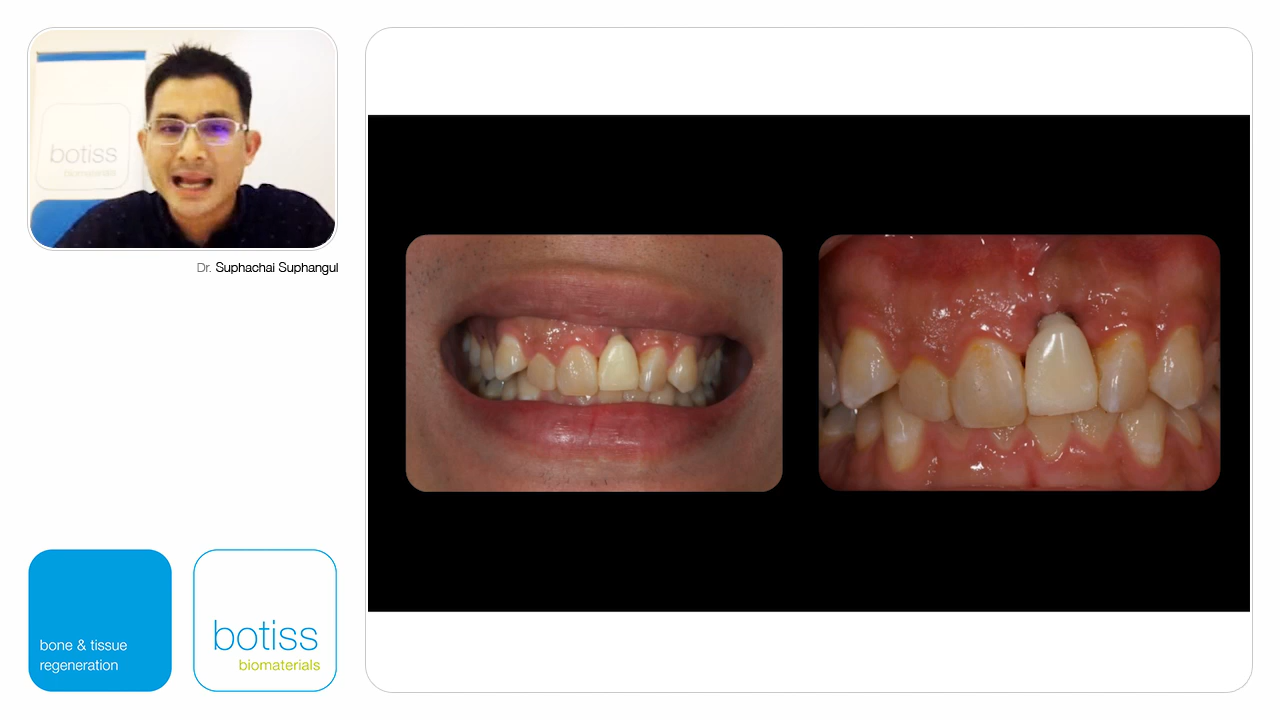 botiss
biomaterials
Dr. Suphachai Suphangul
bone & tissue
regeneration
botiss
biomaterials